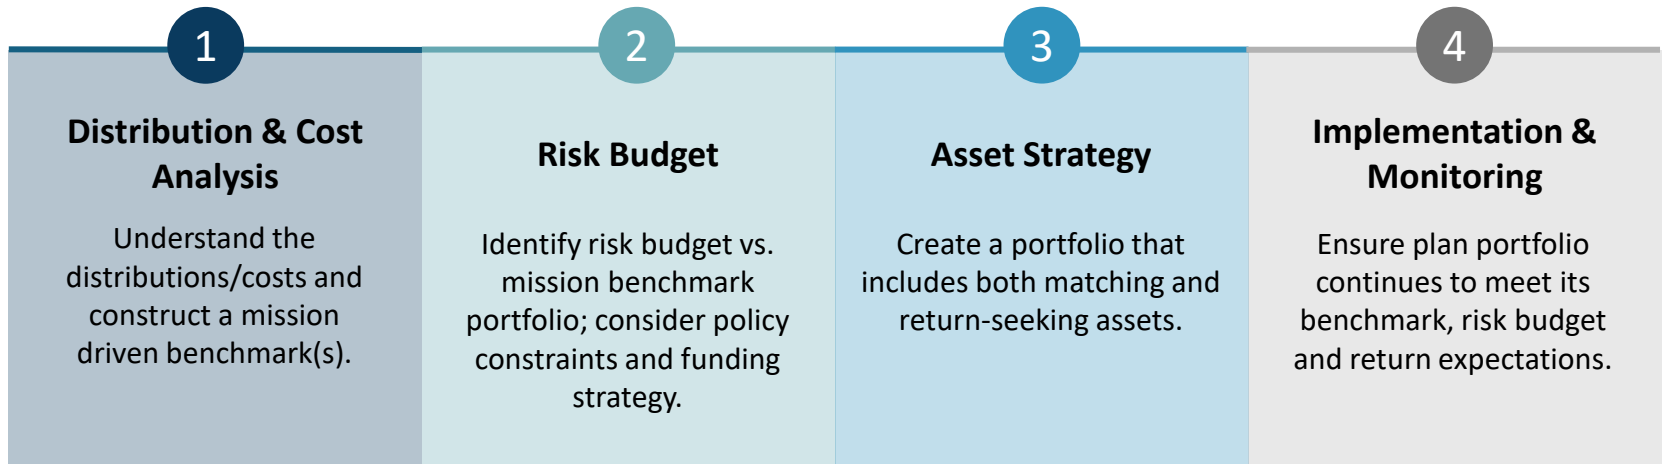 1
Distribution & Cost
Analysis
Understand the
distributions/costs and
construct a mission
driven benchmark(s).
2
Risk Budget
Identify risk budget vs.
mission benchmark
portfolio; consider policy
constraints and funding
strategy.
3
Asset Strategy
Create a portfolio that
includes both matching and
return-seeking assets.
4
Implementation &
Monitoring
Ensure plan portfolio
continues to meet its
benchmark, risk budget
and return expectations.